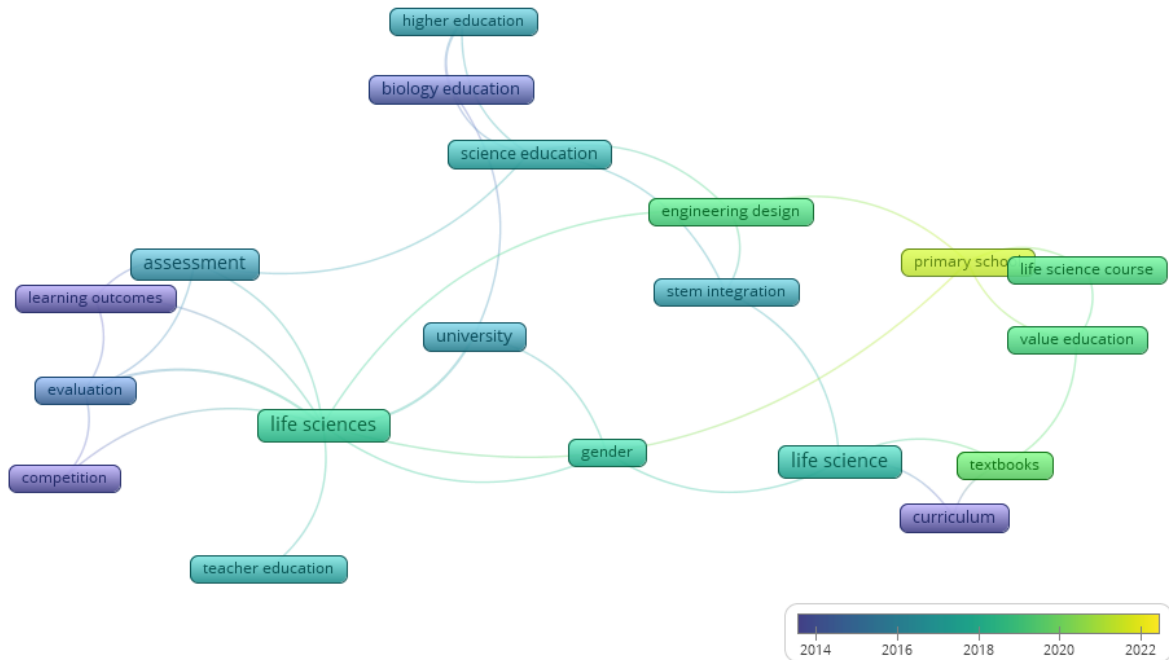 higher education
biology education
science education
engineering design
assessment
primary school
life science course
learning outcomes
stem integration
university
value education
evaluation
life sciences
gender
life science
textbooks
competition
curriculum
teacher education
2014
2016
2018
2020
2022